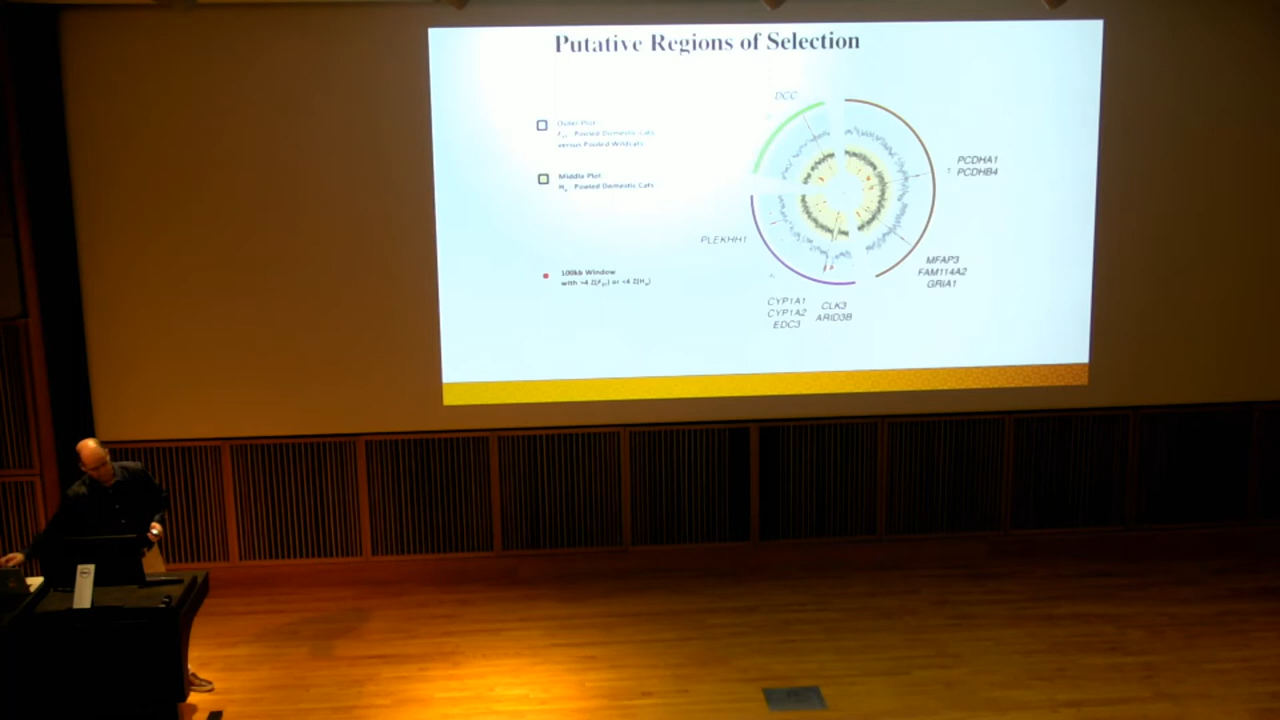 Putative Regions of Selection
Outer Plot
FST Pooled Domestic Cats
versus Pooled Wildcats
Middle Plot
Pooled Domestic Cats
100kb Window
DCC
PCDHA1
PCDHB4
PLEKHH1
MFAP3
FAM114A2
GRIA1
CYP1A1
CYP1A2
EDC3
CLK3
ARID3B